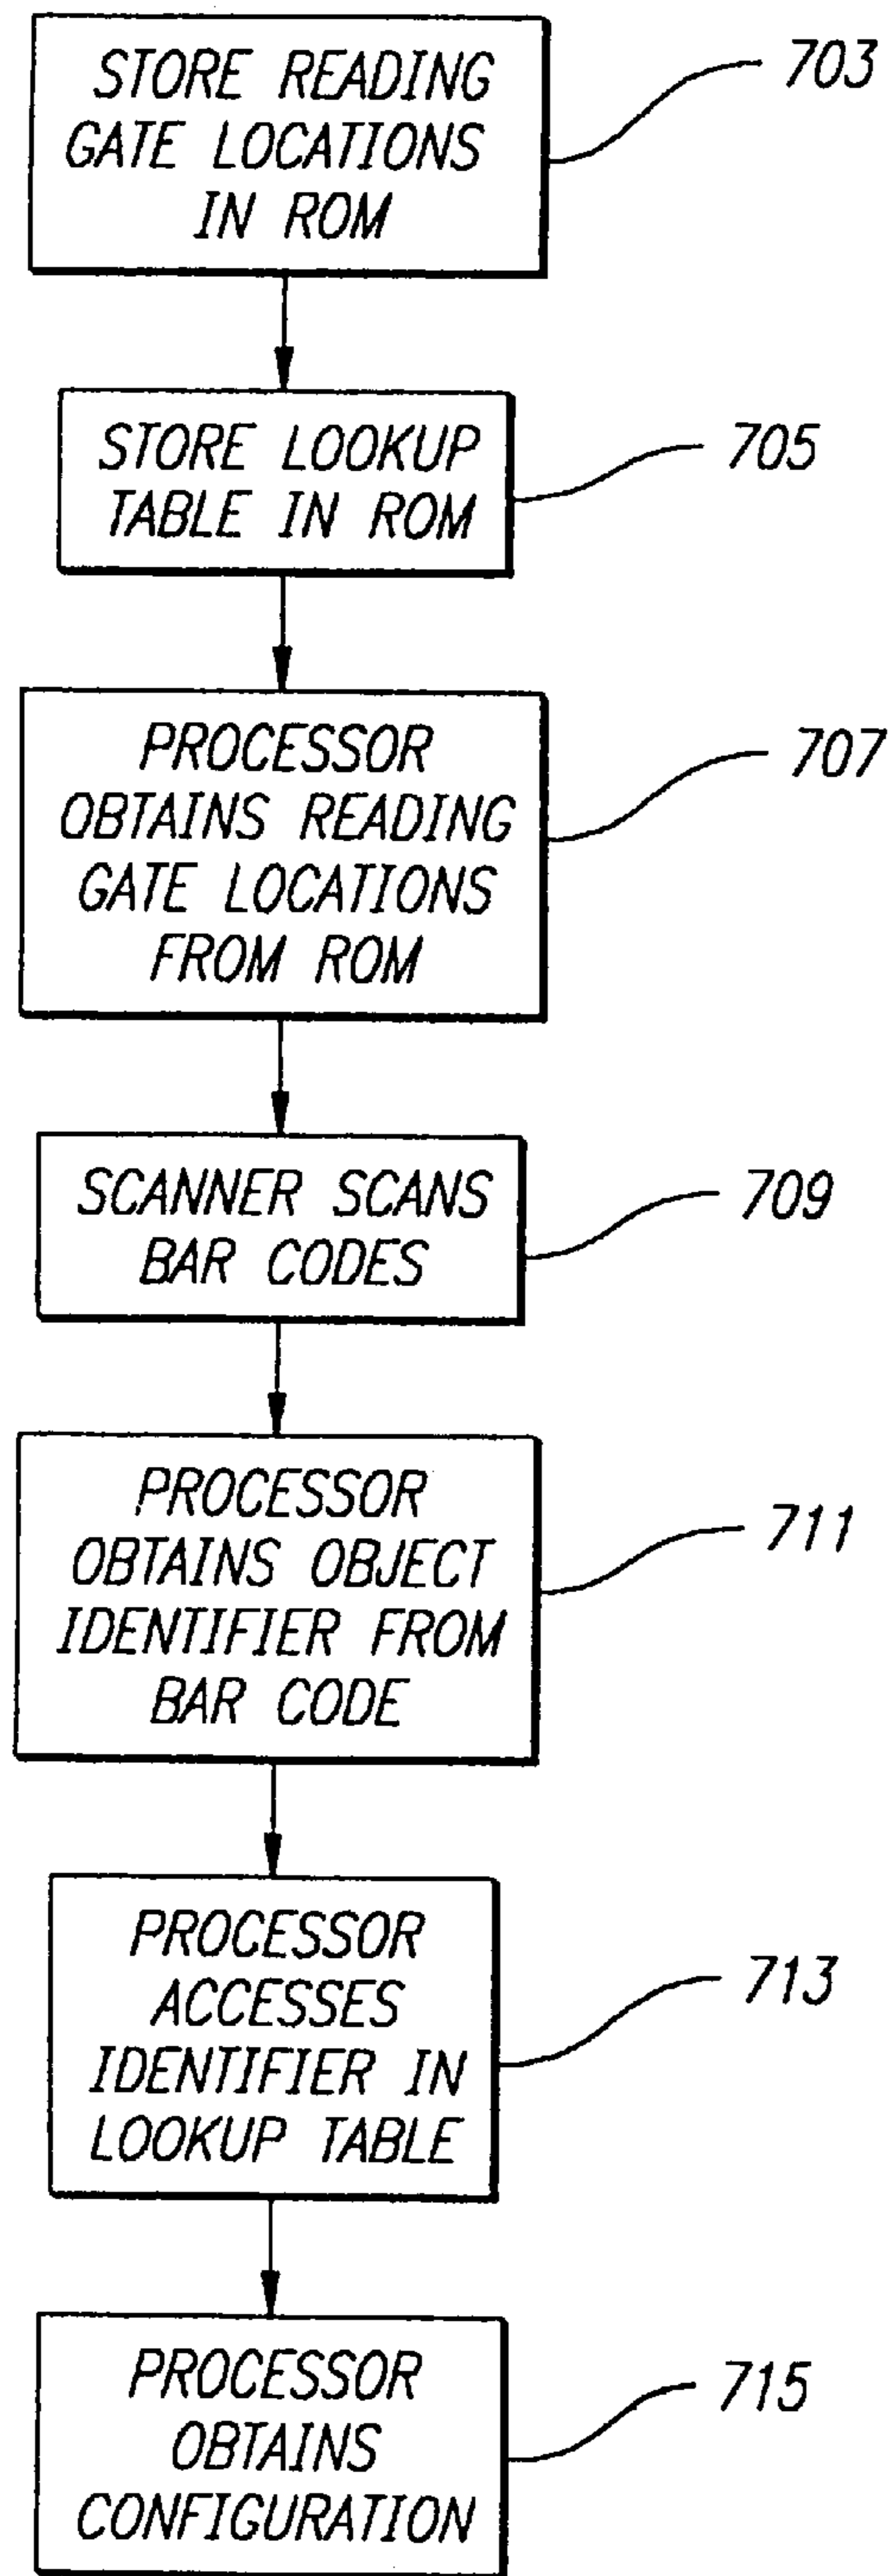 STORE READING
GATE LOCATIONS
IN ROM
703
STORE LOOKUP
TABLE IN ROM
705
PROCESSOR
OBTAINS READING
GATE LOCATIONS
FROM ROM
707
SCANNER SCANS
BAR CODES
709
PROCESSOR
OBTAINS OBJECT
IDENTIFIER FROM
BAR CODE
711
PROCESSOR
ACCESSES
IDENTIFIER IN
LOOKUP TABLE
713
PROCESSOR
OBTAINS
CONFIGURATION
715